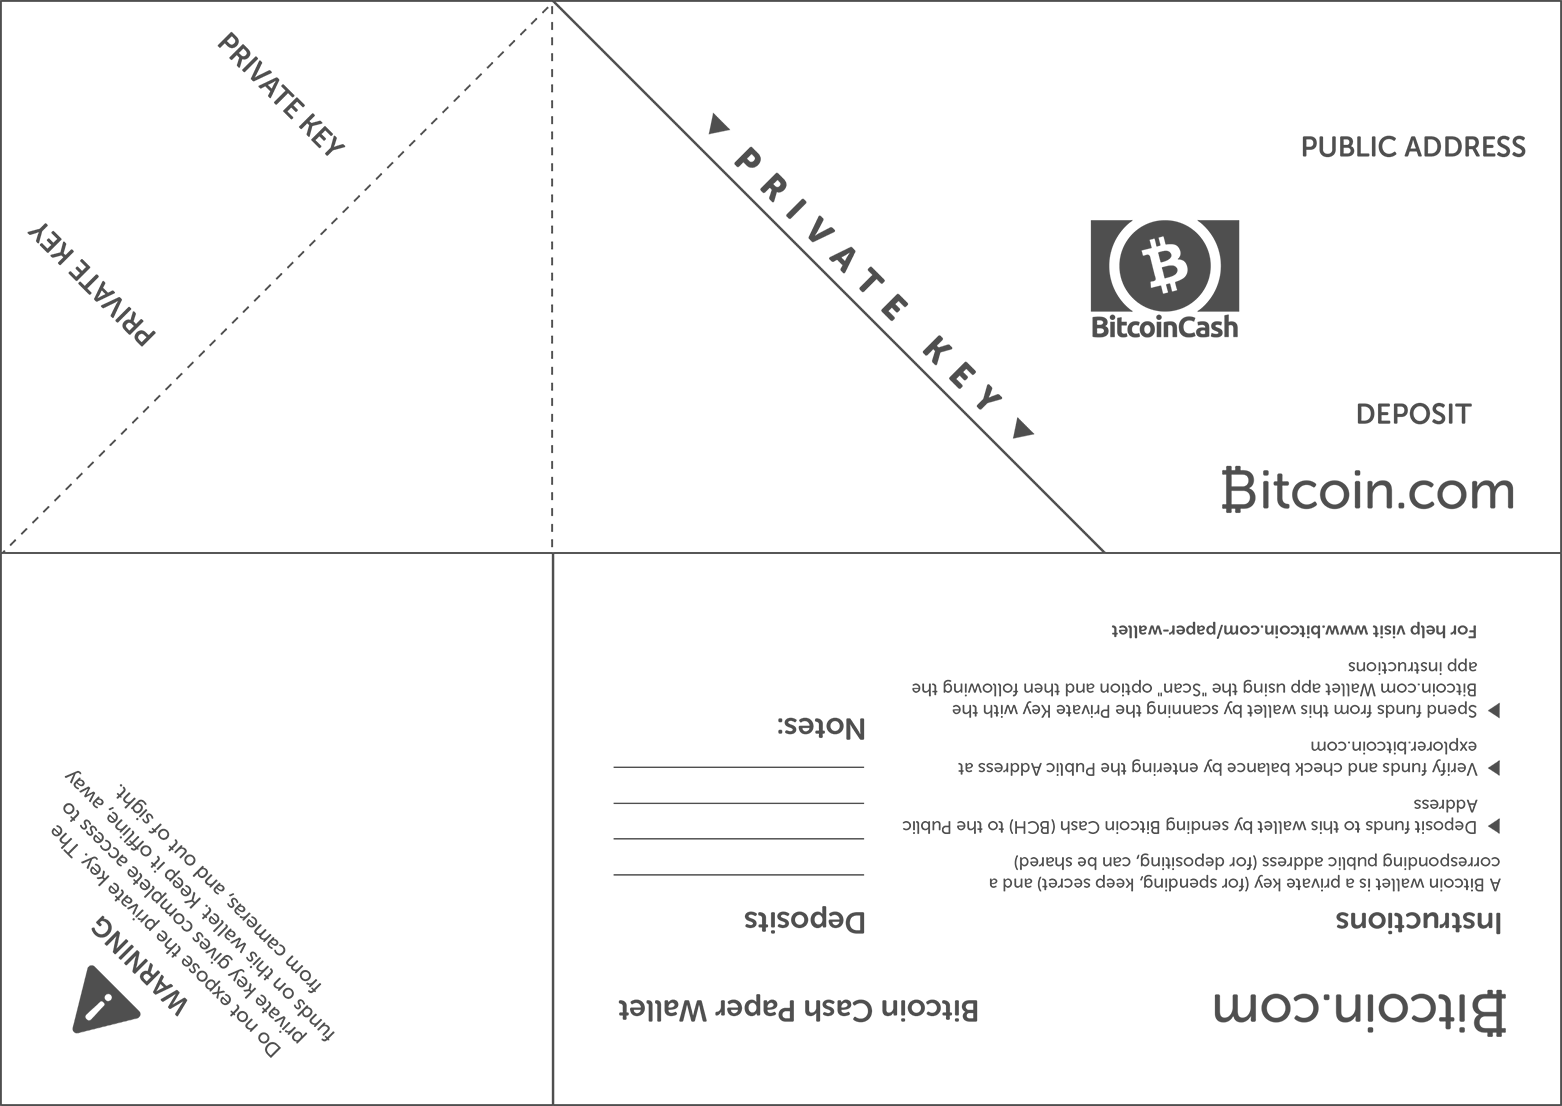 PRIVATE KEY
PRIVATE KEY
PRIVATE KEY
PUBLIC ADDRESS
BitcoinCash
DEPOSIT
Bitcoin.com
Bitcoin.com
Instructions
A Bitcoin wallet is a private key (for spending, keep secret) and a
corresponding public address (for depositing, can be shared)
Deposit funds to this wallet by sending Bitcoin Cash (BCH) to the Public
Address
Verify funds and check balance by entering the Public Address at
explorer.bitcoin.com
Spend funds from this wallet by scanning the Private Key with the
Bitcoin.com Wallet app using the "Scan" option and then following the
app instructions
For help visit www.bitcoin.com/paper-wallet
Bitcoin Cash Paper Wallet
Deposits
Notes:
WARNING
Do not expose the private key. The
private key gives complete access to
funds on this wallet. Keep it offline, away
from cameras, and out of sight.